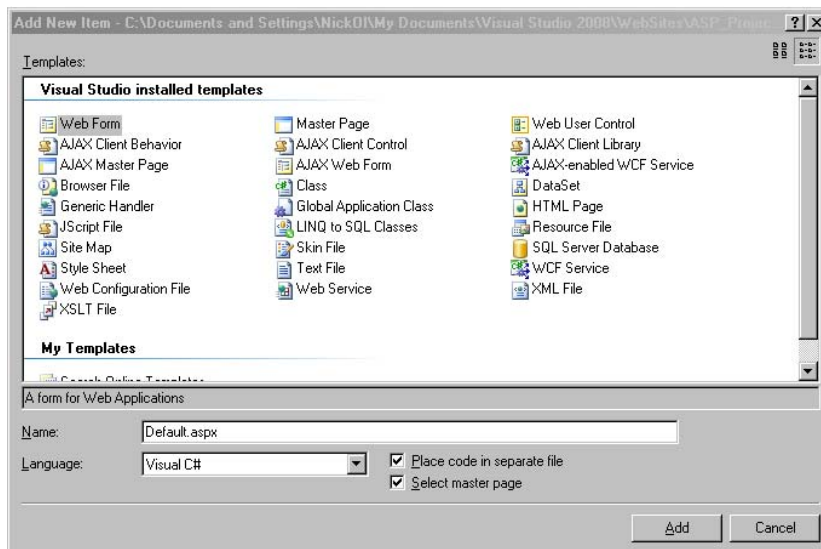 Add New Item - C:\Documents and Settings\NickOl\My Documents\Visual Studio 2008\WebSites\ASP_Projec...
Templates:
Visual Studio installed templates
Web Form
Master Page
Web User Control
AJAX Client Behavior
AJAX Client Control
AJAX Client Library
AJAX Master Page
AJAX Web Form
AJAX-enabled WCF Service
Browser File
Class
DataSet
Generic Handler
Global Application Class
HTML Page
JScript File
LINQ to SQL Classes
Resource File
Site Map
Skin File
SQL Server Database
Style Sheet
Text File
WCF Service
Web Configuration File
Web Service
XML File
XSLT File
My Templates
Search Online Templates
A form for Web Applications
Name:
Default.aspx
Language:
Visual C#
Place code in separate file
Select master page
Add
Cancel